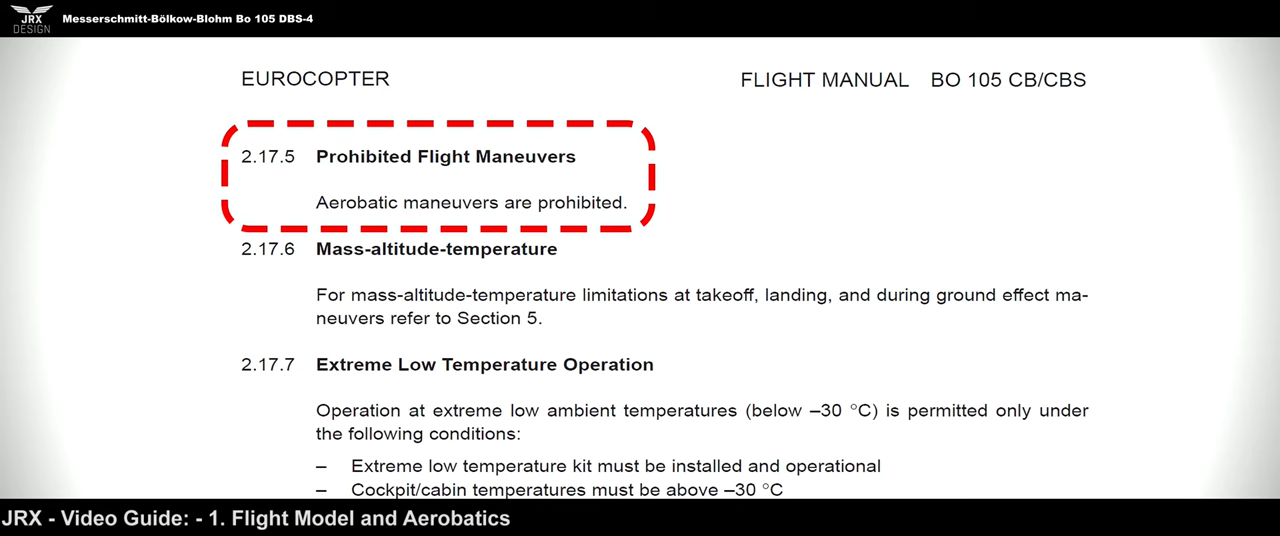 JRX
DESIGN
Messerschmitt-Bölkow-Blohm Bo 105 DBS-4
EUROCOPTER
FLIGHT MANUAL BO 105 CB/CBS
2.17.5 Prohibited Flight Maneuvers
Aerobatic maneuvers are prohibited.
2.17.6 Mass-altitude-temperature
For mass-altitude-temperature limitations at takeoff, landing, and during ground effect ma-
neuvers refer to Section 5.
2.17.7 Extreme Low Temperature Operation
Operation at extreme low ambient temperatures (below –30 °C) is permitted only under
the following conditions:
– Extreme low temperature kit must be installed and operational
– Cockpit/cabin temperatures must be above –30 °C
JRX - Video Guide: - 1. Flight Model and Aerobatics